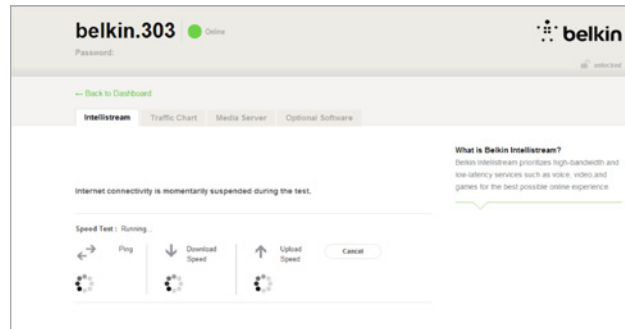 belkin.303 Online
belkin
Password:
unlocked
← Back to Dashboard
Intellistream Traffic Chart Media Server Optional Software
What is Belkin Intellistream?
Belkin Intellistream prioritizes high-bandwidth and
low-latency services such as voice, video,and
games for the best possible online experience.
Internet connectivity is momentarily suspended during the test.
Speed Test : Running...
Ping
Download
Speed
Upload
Speed
Cancel